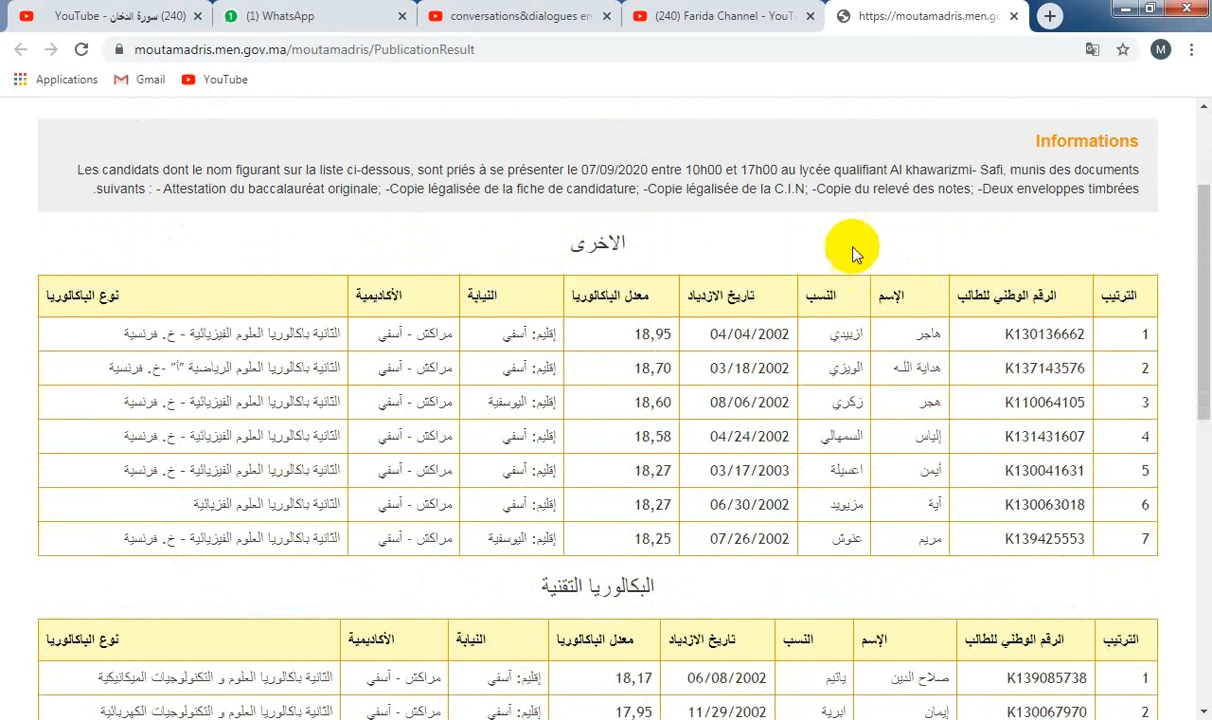 YouTube - سورة الدخان (240)
(1) WhatsApp
conversations&dialogues en
(240) Farida Channel - YouT
https://moutamadris.men.go
moutamadris.men.gov.ma/moutamadris/PublicationResult
M
Applications Gmail YouTube
Informations
Les candidats dont le nom figurant sur la liste ci-dessous, sont priés à se présenter le 07/09/2020 entre 10h00 et 17h00 au lycée qualifiant Al khawarizmi- Safi, munis des documents
.suivants : - Attestation du baccalauréat originale; -Copie légalisée de la fiche de candidature; -Copie légalisée de la C.I.N; -Copie du relevé des notes; -Deux enveloppes timbrées
الاخرى
الترتيب الرقم الوطني للطالب الإسم النسب تاريخ الازدياد معدل الباكالوريا النيابة الأكاديمية نوع الباكالوريا
1 K130136662 هاجر ازبيدي 04/04/2002 18,95 إقليم: آسفي مراكش - آسفي الثانية باكالوريا العلوم الفيزيائية - خ. فرنسية
2 K137143576 هداية اللـه الويزي 03/18/2002 18,70 إقليم: آسفي مراكش - آسفي الثانية باكالوريا العلوم الرياضية "أ" -خ. فرنسية
3 K110064105 هجر زكري 08/06/2002 18,60 إقليم: اليوسفية مراكش - آسفي الثانية باكالوريا العلوم الفيزيائية - خ. فرنسية
4 K131431607 إلياس السمهالي 04/24/2002 18,58 إقليم: آسفي مراكش - آسفي الثانية باكالوريا العلوم الفيزيائية - خ. فرنسية
5 K130041631 أيمن اعسيلة 03/17/2003 18,27 إقليم: آسفي مراكش - آسفي الثانية باكالوريا العلوم الفيزيائية - خ. فرنسية
6 K130063018 آية مزيويد 06/30/2002 18,27 إقليم: آسفي مراكش - آسفي الثانية باكالوريا العلوم الفزيائية
7 K139425553 مريم عنوش 07/26/2002 18,25 إقليم: اليوسفية مراكش - آسفي الثانية باكالوريا العلوم الفيزيائية - خ. فرنسية
البكالوريا التقنية
الترتيب الرقم الوطني للطالب الإسم النسب تاريخ الازدياد معدل الباكالوريا النيابة الأكاديمية نوع الباكالوريا
1 K139085738 صلاح الدين ياتيم 06/08/2002 18,17 إقليم: آسفي مراكش - آسفي الثانية باكالوريا العلوم و التكنولوجيات الميكانيكية
2 K130067970 إيمان ابرية 11/29/2002 17,95 إقليم: آسفي مراكش - آسفي الثانية باكالوريا العلوم و التكنولوجيات الكهربائية